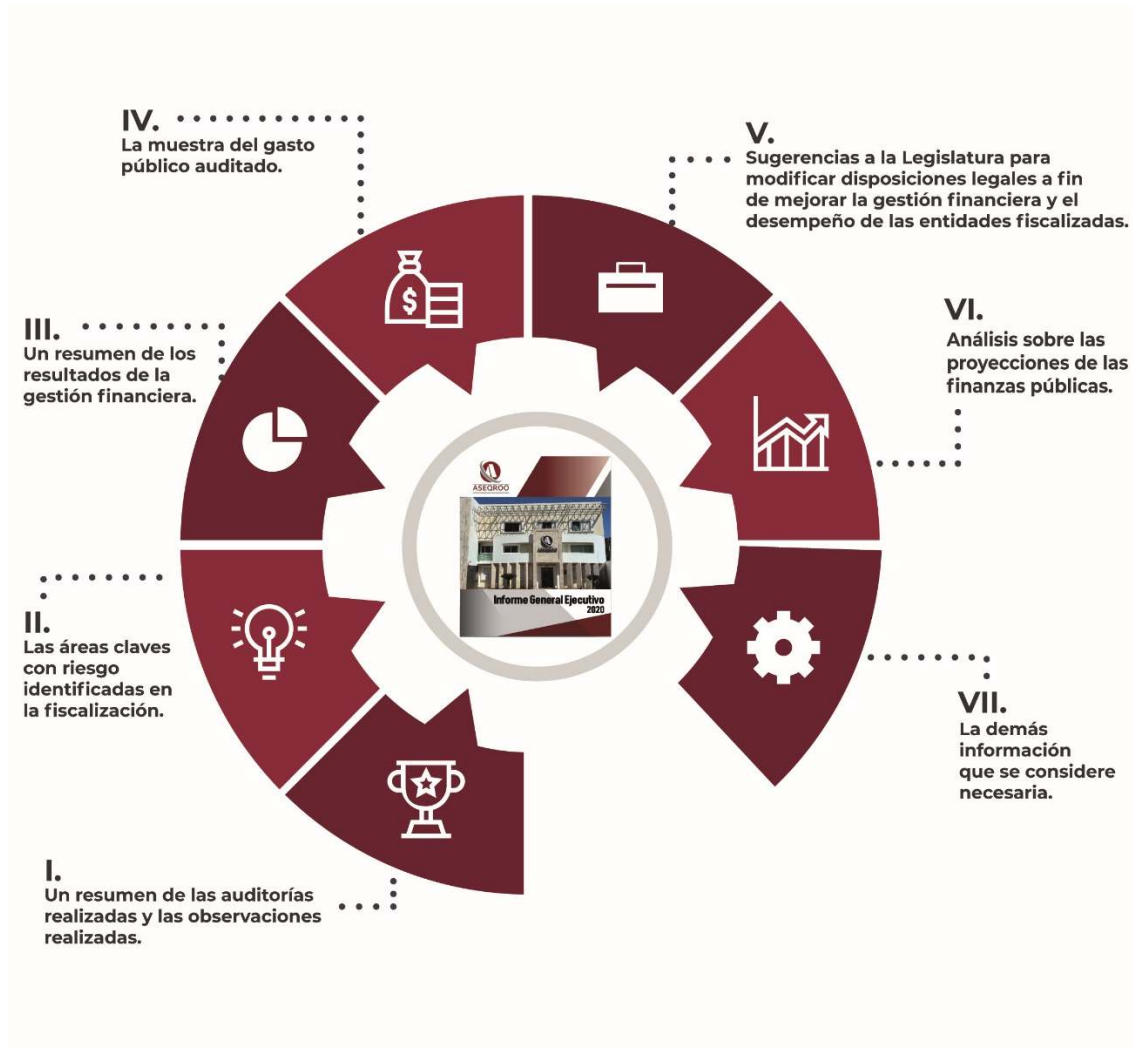 IV.
La muestra del gasto
público auditado.
V.
Sugerencias a la Legislatura para
modificar disposiciones legales a fin
de mejorar la gestión financiera y el
desempeño de las entidades fiscalizadas.
III.
Un resumen de los
resultados de la
gestión financiera.
$
VI.
Análisis sobre las
proyecciones de las
finanzas públicas.
ASEQROO
Informe General Ejecutivo
2020
II.
Las áreas claves
con riesgo
identificadas en
la fiscalización.
VII.
La demás
información
que se considere
necesaria.
I.
Un resumen de las auditorías
realizadas y las observaciones
realizadas.